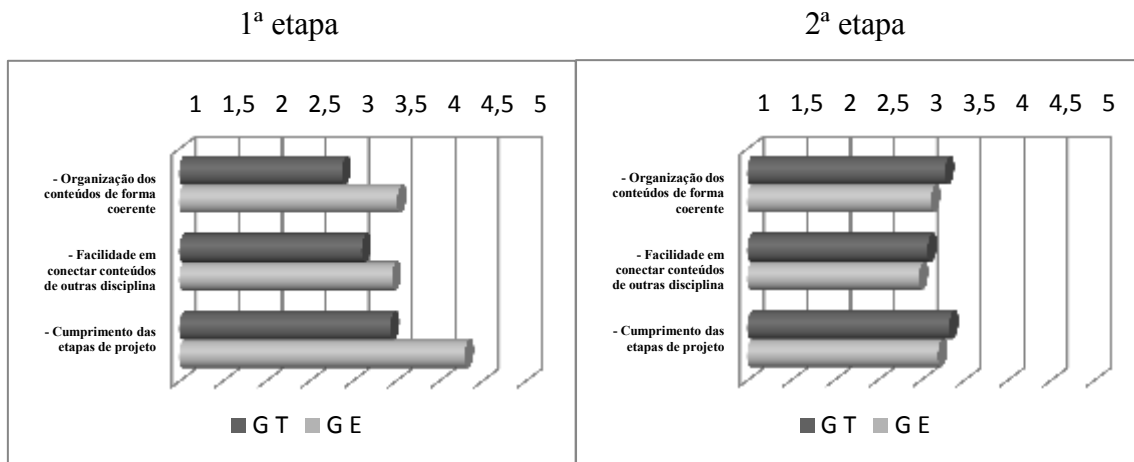 1ª etapa
1 1,5 2 2,5 3 3,5 4 4,5 5
- Organização dos
conteúdos de forma
coerente
- Facilidade em
conectar conteúdos
de outras disciplina
- Cumprimento das
etapas de projeto
G T G E
2ª etapa
1 1,5 2 2,5 3 3,5 4 4,5 5
- Organização dos
conteúdos de forma
coerente
- Facilidade em
conectar conteúdos
de outras disciplina
- Cumprimento das
etapas de projeto
G T G E